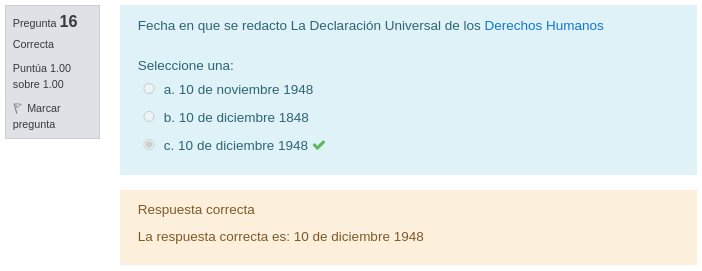 Pregunta 16
Correcta
Puntúa 1.00
sobre 1.00
Marcar
pregunta
Fecha en que se redacto La Declaración Universal de los Derechos Humanos
Seleccione una:
a. 10 de noviembre 1948
b. 10 de diciembre 1848
c. 10 de diciembre 1948
Respuesta correcta
La respuesta correcta es: 10 de diciembre 1948